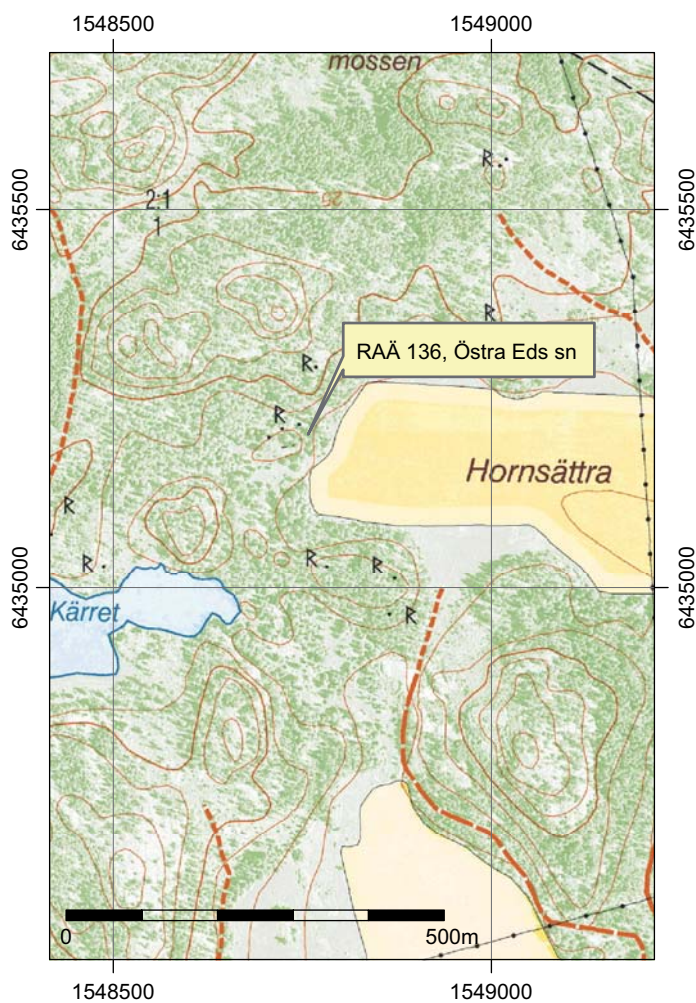 1548500 1549000
mossen
R
6435500 6435500
2:1
1
25
R
RAÄ 136, Östra Eds sn
R
R
Hornsättra
R
R
R
R
6435000 6435000
Kärret
R
0 500m
1548500 1549000